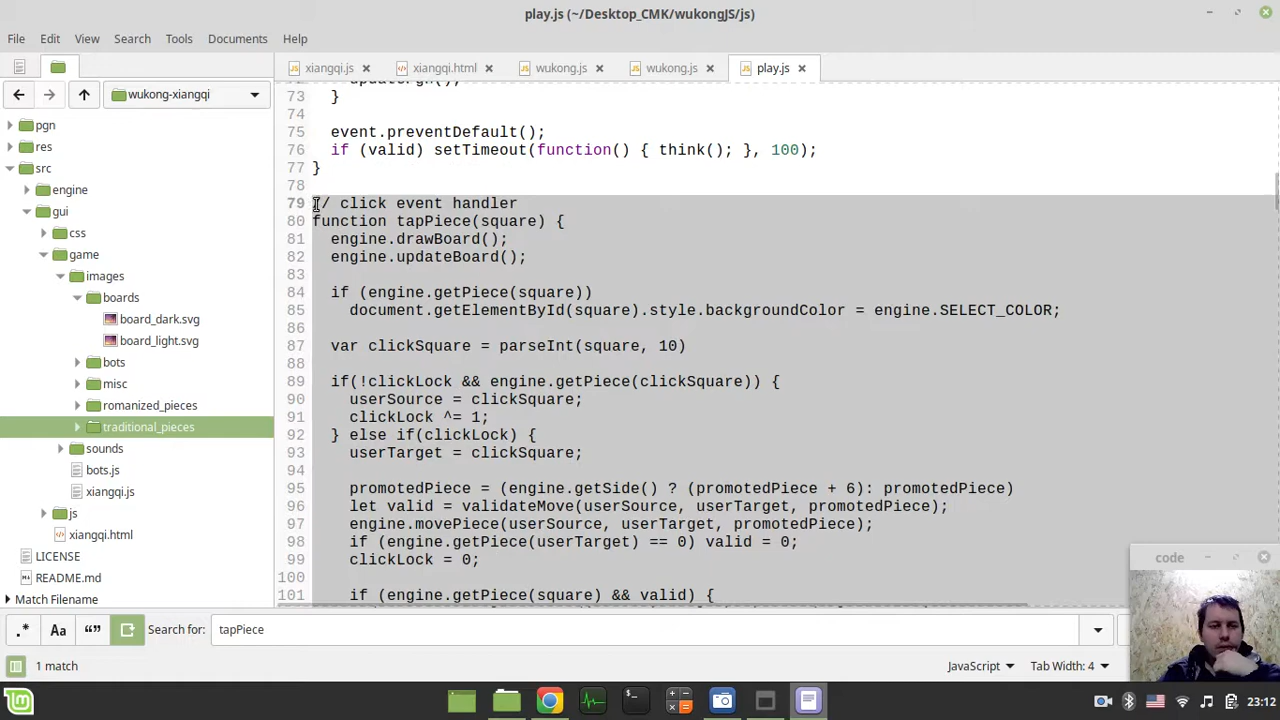 play.js (~/Desktop_CMK/wukongJS/js)
File Edit View Search Tools Documents Help
xiangqi.js xiangqi.html wukong.js wukong.js play.js
wukong-xiangqi
pgn
res
src
engine
gui
css
game
images
boards
board_dark.svg
board_light.svg
bots
misc
romanized_pieces
traditional_pieces
sounds
bots.js
xiangqi.js
js
xiangqi.html
LICENSE
README.md
Match Filename
73 }
74
75 event.preventDefault();
76 if (valid) setTimeout(function() { think(); }, 100);
77 }
78
79 // click event handler
80 function tapPiece(square) {
81 engine.drawBoard();
82 engine.updateBoard();
83
84 if (engine.getPiece(square))
85 document.getElementById(square).style.backgroundColor = engine.SELECT_COLOR;
86
87 var clickSquare = parseInt(square, 10)
88
89 if(!clickLock && engine.getPiece(clickSquare)) {
90 userSource = clickSquare;
91 clickLock ^= 1;
92 } else if(clickLock) {
93 userTarget = clickSquare;
94
95 promotedPiece = (engine.getSide() ? (promotedPiece + 6): promotedPiece)
96 let valid = validateMove(userSource, userTarget, promotedPiece);
97 engine.movePiece(userSource, userTarget, promotedPiece);
98 if (engine.getPiece(userTarget) == 0) valid = 0;
99 clickLock = 0;
100
101 if (engine.getPiece(square) && valid) {
code
.* Aa “” Search for: tapPiece
1 match JavaScript Tab Width: 4
23:12